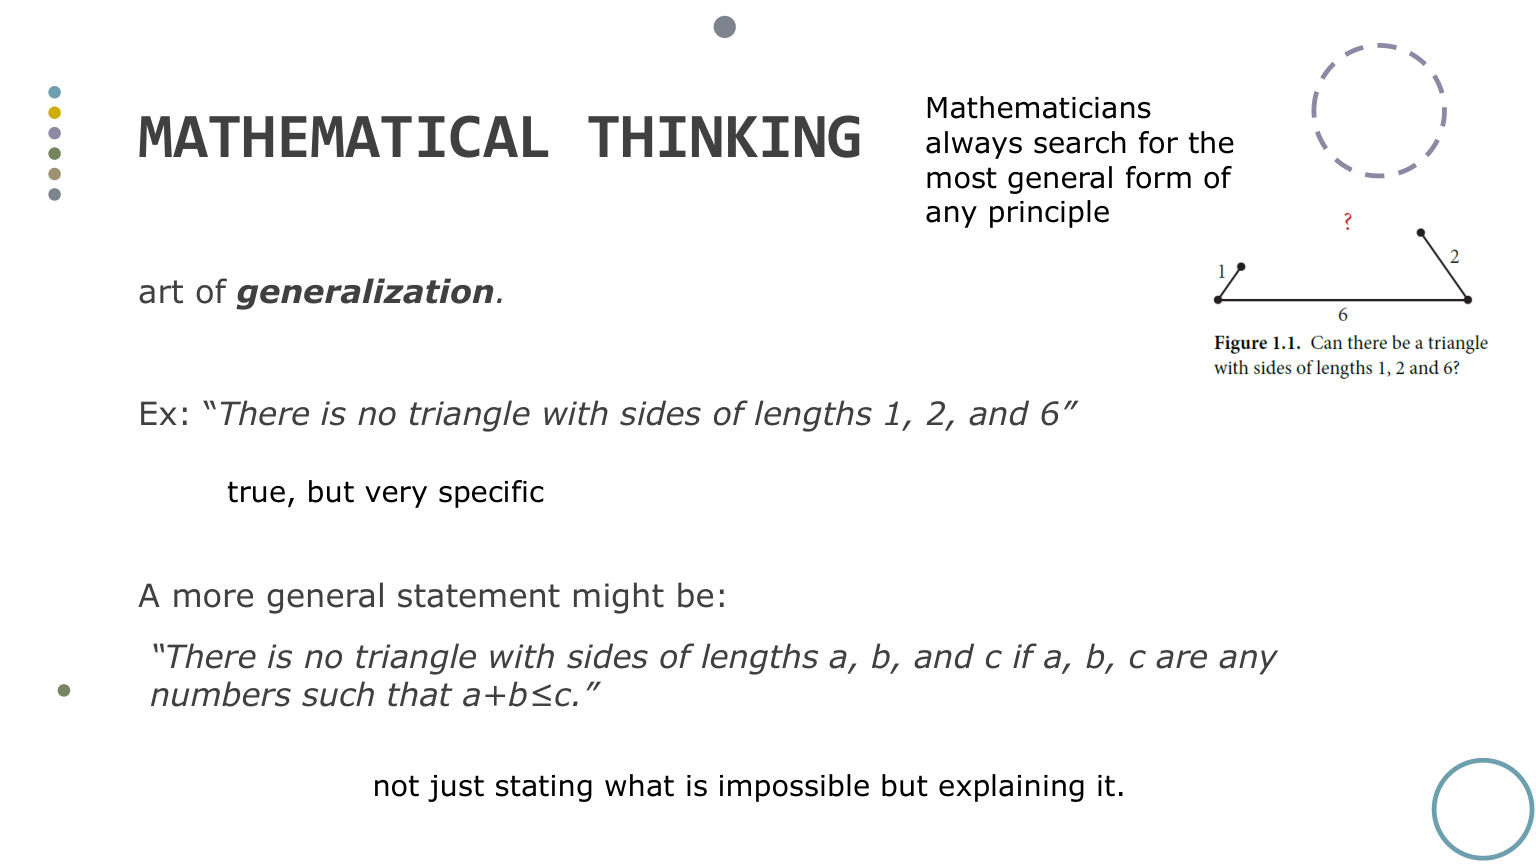 MATHEMATICAL THINKING
Mathematicians
always search for the
most general form of
any principle
?
1
2
6
Figure 1.1. Can there be a triangle
with sides of lengths 1, 2 and 6?
art of generalization.
Ex: “There is no triangle with sides of lengths 1, 2, and 6”
true, but very specific
A more general statement might be:
“There is no triangle with sides of lengths a, b, and c if a, b, c are any
numbers such that a+b≤c.”
not just stating what is impossible but explaining it.